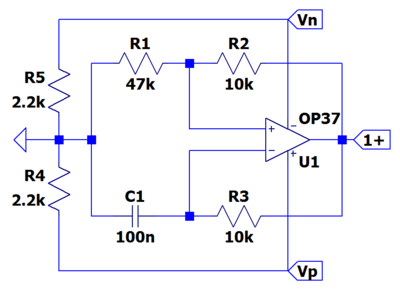 Vn
R1
R2
R5
47k
10k
2.2k
OP37
+
−
1+
−
+
U1
R4
2.2k
C1
R3
100n
10k
Vp